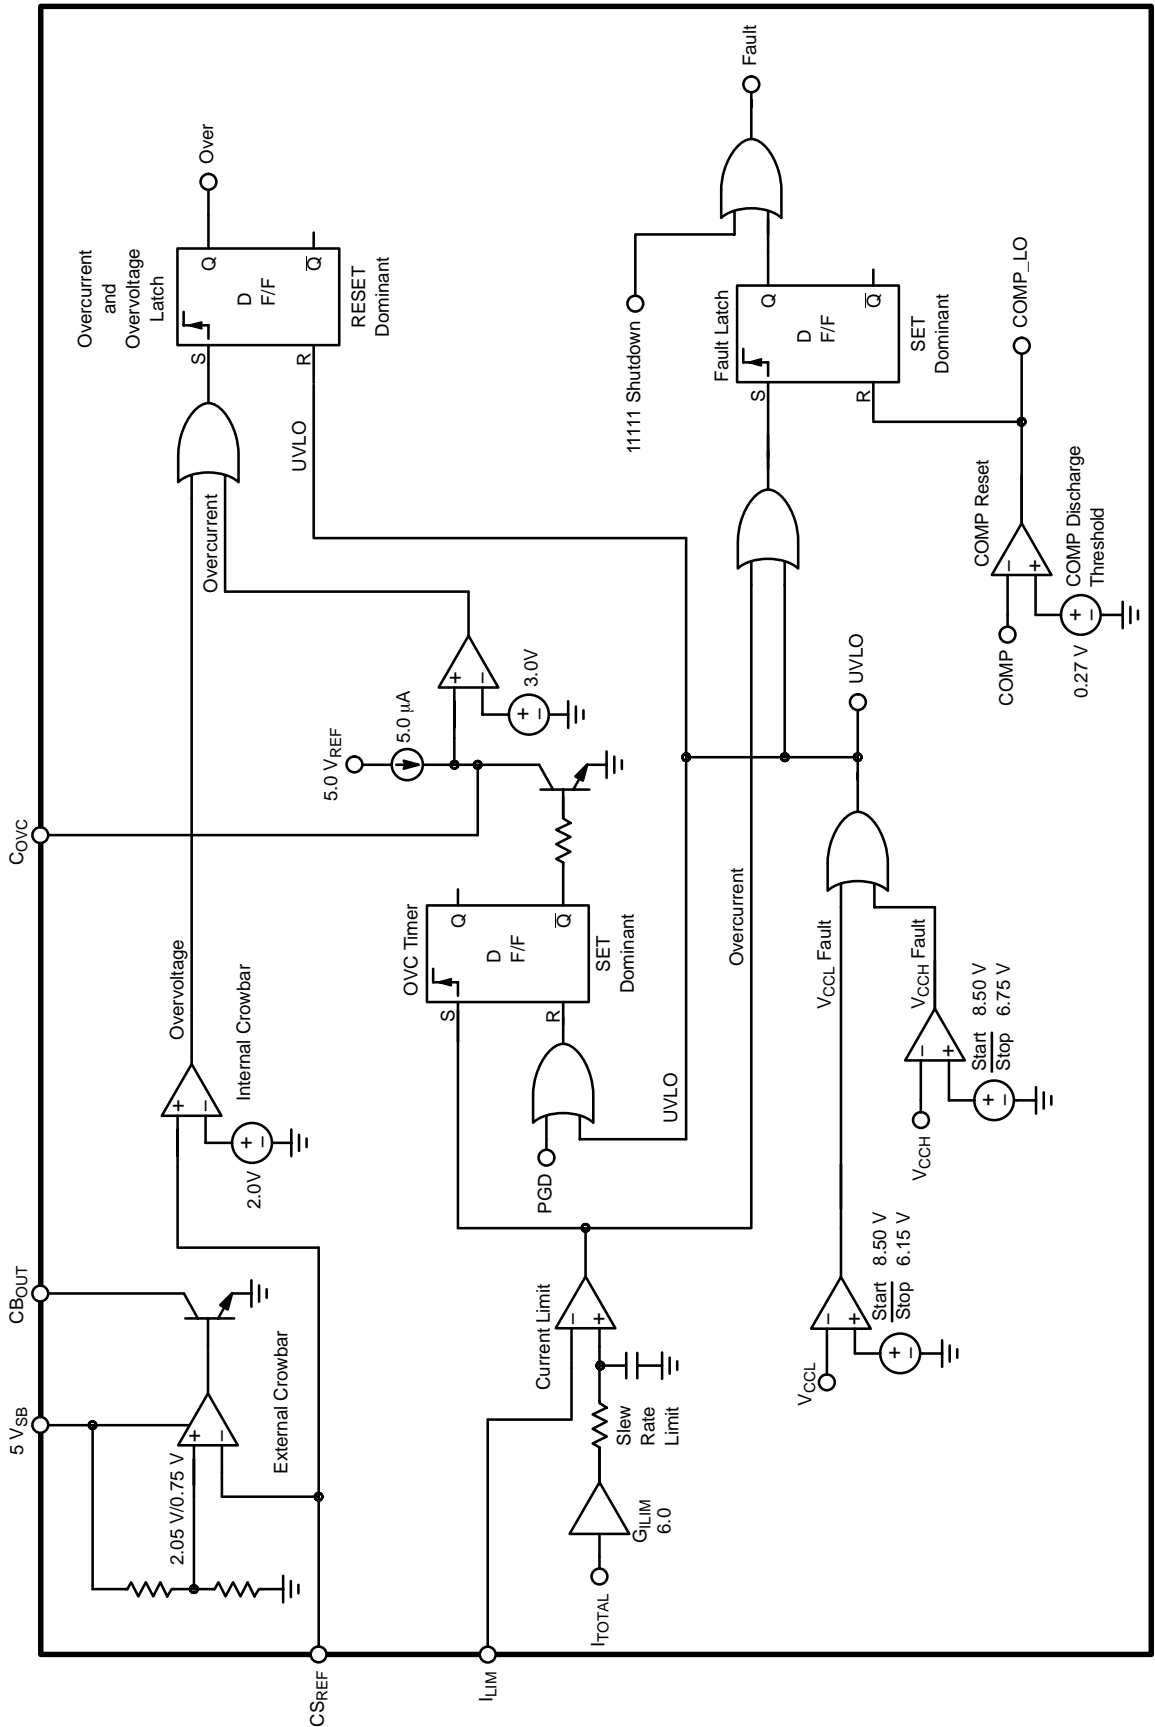 5 VSB
CBOUT
COVC
2.05 V/0.75 V
+
−
External Crowbar
CSREF
+
−
2.0V
+
−
Internal Crowbar
Overvoltage
Overcurrent
Overcurrent
and
Overvoltage
Latch
S
Q
D
F/F
R
Q
RESET
Dominant
Over
UVLO
5.0 VREF
5.0 µA
+
−
3.0V
+
−
ILIM
ITOTAL
GILIM
6.0
Slew
Rate
Limit
Current Limit
−
+
OVC Timer
S
Q
D
F/F
R
Q
SET
Dominant
PGD
UVLO
Overcurrent
11111 Shutdown
Fault
Fault Latch
S
Q
D
F/F
R
Q
SET
Dominant
VCCL
−
+
+
−
Start 8.50 V
Stop 6.15 V
VCCL Fault
VCCH
−
+
+
−
Start 8.50 V
Stop 6.75 V
VCCH Fault
UVLO
COMP
−
+
COMP Reset
0.27 V
+
−
COMP Discharge
Threshold
COMP_LO